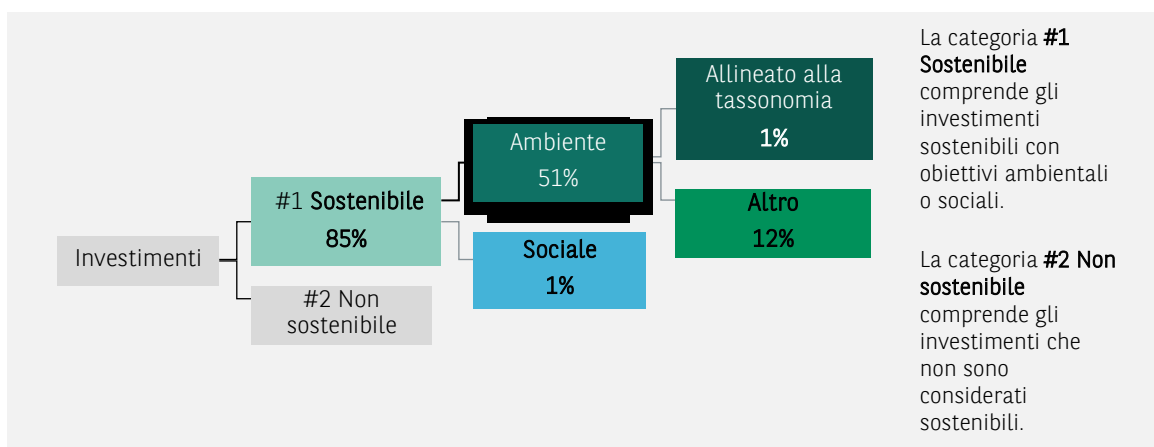 Investimenti
#1 Sostenibile
85%
#2 Non
sostenibile
Ambiente
51%
Sociale
1%
Allineato alla
tassonomia
1%
Altro
12%
La categoria #1
Sostenibile
comprende gli
investimenti
sostenibili con
obiettivi ambientali
o sociali.
La categoria #2 Non
sostenibile
comprende gli
investimenti che
non sono
considerati
sostenibili.